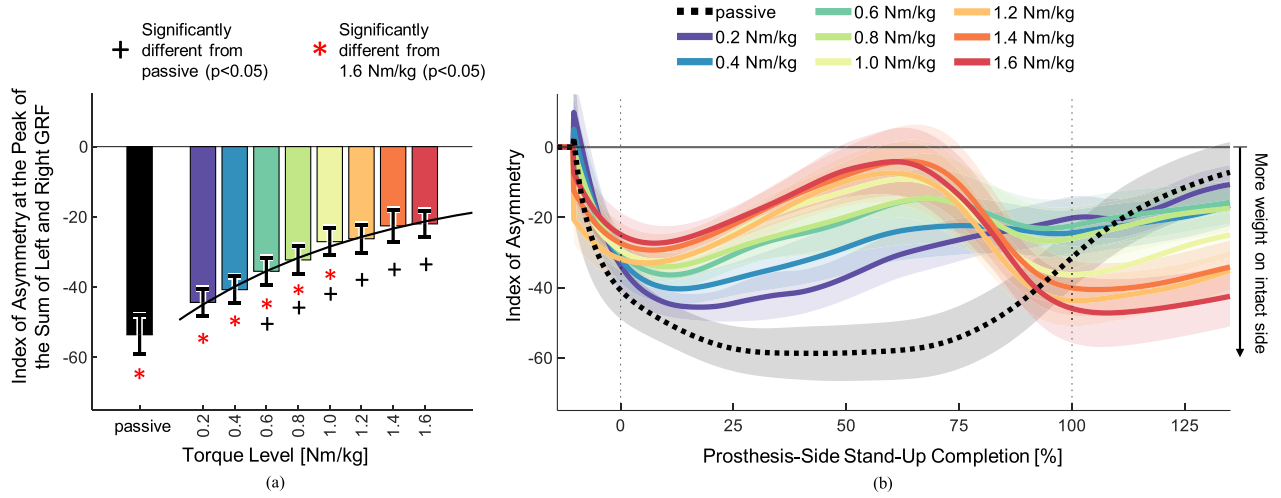 Significantly
different from
passive (p<0.05)
Significantly
different from
1.6 Nm/kg (p<0.05)
Index of Asymmetry at the Peak of
the Sum of Left and Right GRF
0
-20
-40
-60
passive
0.2
0.4
0.6
0.8
1.0
1.2
1.4
1.6
Torque Level [Nm/kg]
(a)
passive
0.2 Nm/kg
0.4 Nm/kg
0.6 Nm/kg
0.8 Nm/kg
1.0 Nm/kg
1.2 Nm/kg
1.4 Nm/kg
1.6 Nm/kg
Index of Asymmetry
0
-20
-40
-60
0
25
50
75
100
125
Prosthesis-Side Stand-Up Completion [%]
More weight on intact side
(b)